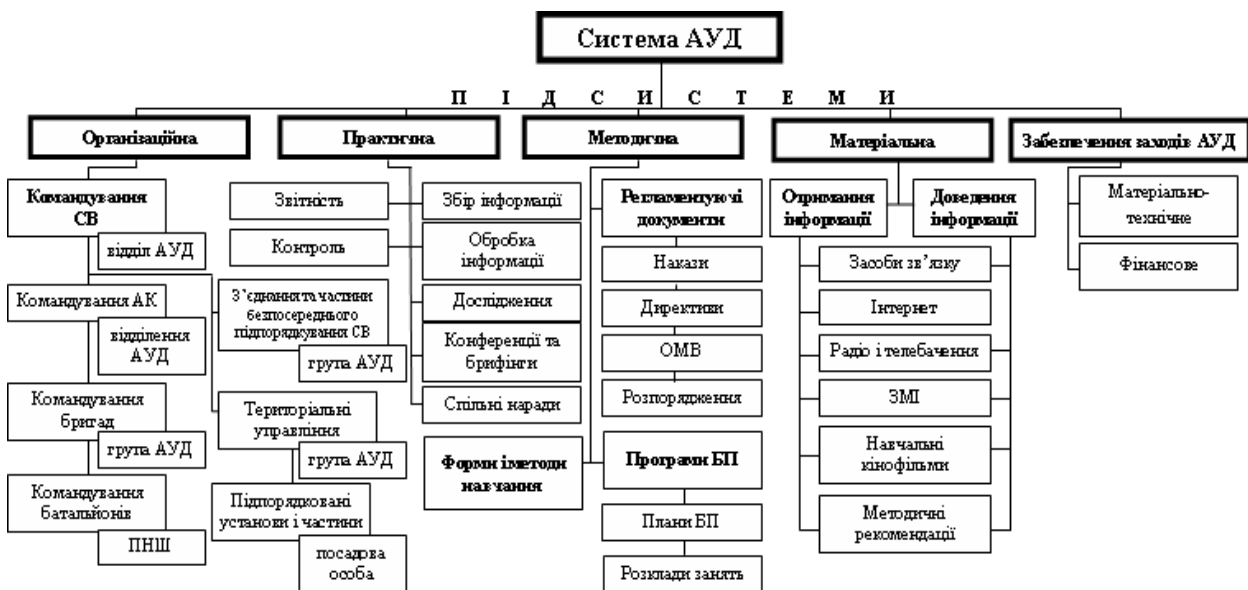 Система АУД
П І Д С И С Т Е М И
Організаційна
Практична
Методична
Матеріальна
Забезпечення заходів АУД
Командування
СВ
відділ АУД
Командування АК
відділення
АУД
Командування
бригад
група АУД
Командування
батальйонів
ПНШ
З’єднання та частини
безпосереднього
підпорядкування СВ
група АУД
Територіальні
управління
група АУД
Підпорядковані
установи і частини
посадова
особа
Звітність
Контроль
Збір інформації
Обробка
інформації
Дослідження
Конференції та
брифінги
Спільні наради
Регламентуючі
документи
Накази
Директиви
ОМВ
Розпорядження
Форми і методи
навчання
Програми БП
Плани БП
Розклади занять
Отримання
інформації
Доведення
інформації
Засоби зв’язку
Інтернет
Радіо і телебачення
ЗМІ
Навчальні
кінофільми
Методичні
рекомендації
Матеріально-
технічне
Фінансове